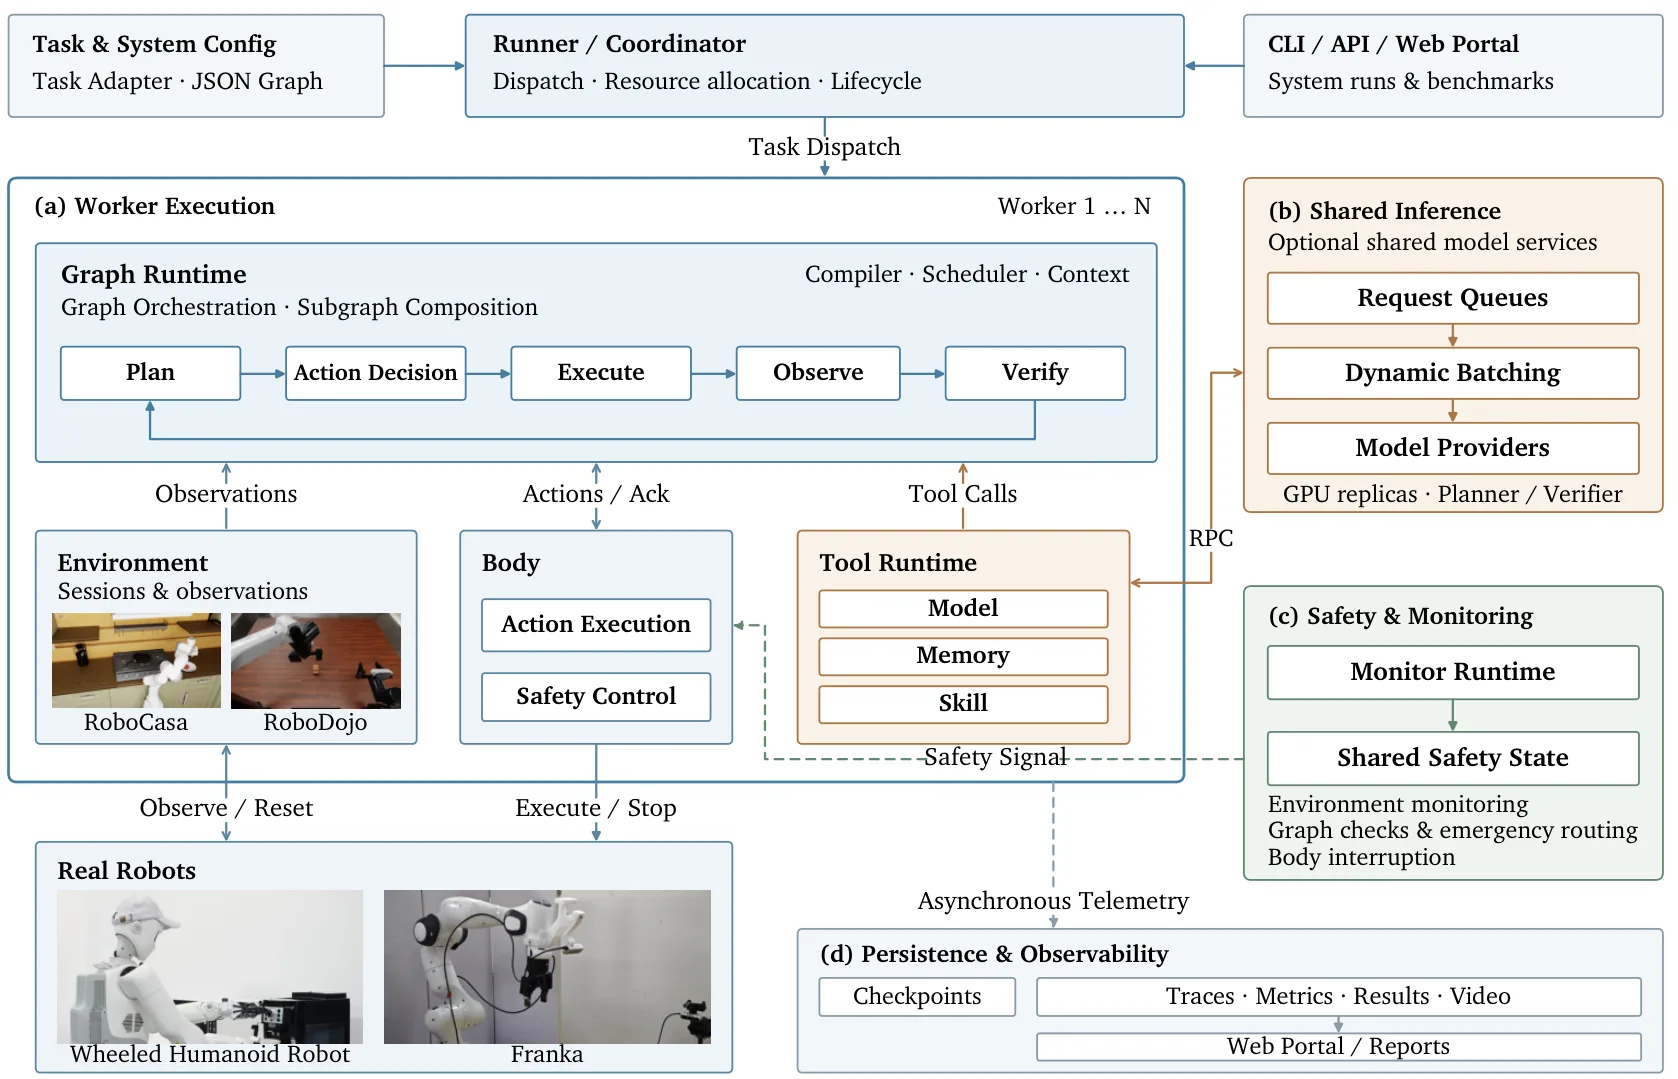 Task & System Config
Task Adapter · JSON Graph
Runner / Coordinator
Dispatch · Resource allocation · Lifecycle
CLI / API / Web Portal
System runs & benchmarks
Task Dispatch
(a) Worker Execution
Worker 1 … N
Graph Runtime
Compiler · Scheduler · Context
Graph Orchestration · Subgraph Composition
Plan
Action Decision
Execute
Observe
Verify
Observations
Actions / Ack
Tool Calls
Environment
Sessions & observations
RoboCasa
RoboDojo
Body
Action Execution
Safety Control
Tool Runtime
Model
Memory
Skill
RPC
(b) Shared Inference
Optional shared model services
Request Queues
Dynamic Batching
Model Providers
GPU replicas · Planner / Verifier
(c) Safety & Monitoring
Monitor Runtime
Shared Safety State
Environment monitoring
Graph checks & emergency routing
Body interruption
Safety Signal
Observe / Reset
Execute / Stop
Real Robots
Wheeled Humanoid Robot
Franka
Asynchronous Telemetry
(d) Persistence & Observability
Checkpoints
Traces · Metrics · Results · Video
Web Portal / Reports